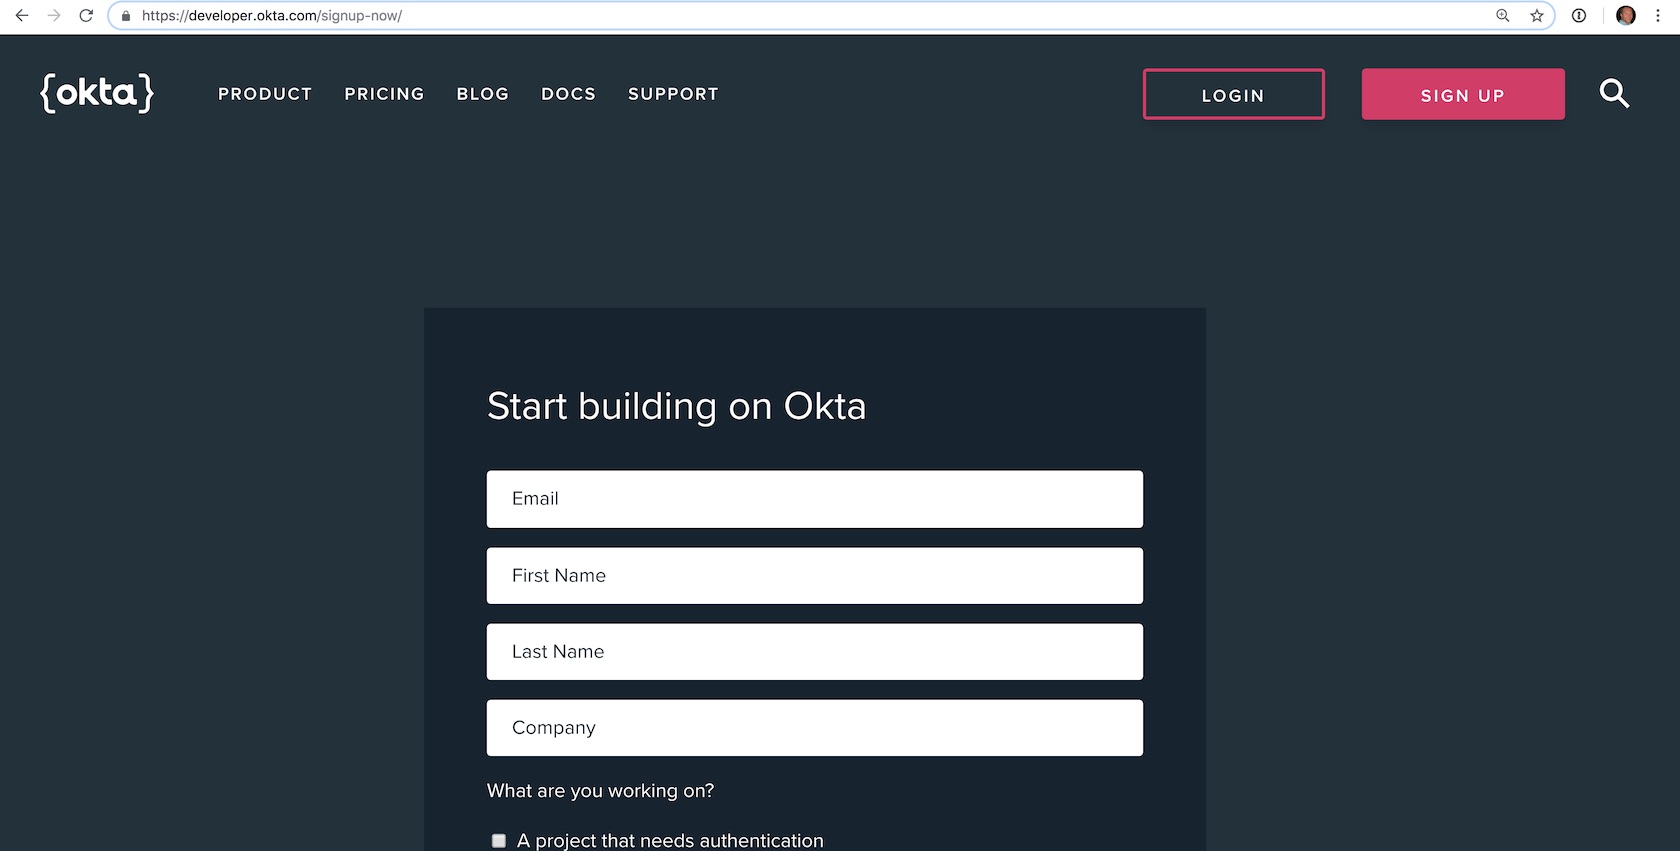 https://developer.okta.com/signup-now/
{okta} PRODUCT PRICING BLOG DOCS SUPPORT LOGIN SIGN UP
Start building on Okta
Email
First Name
Last Name
Company
What are you working on?
A project that needs authentication